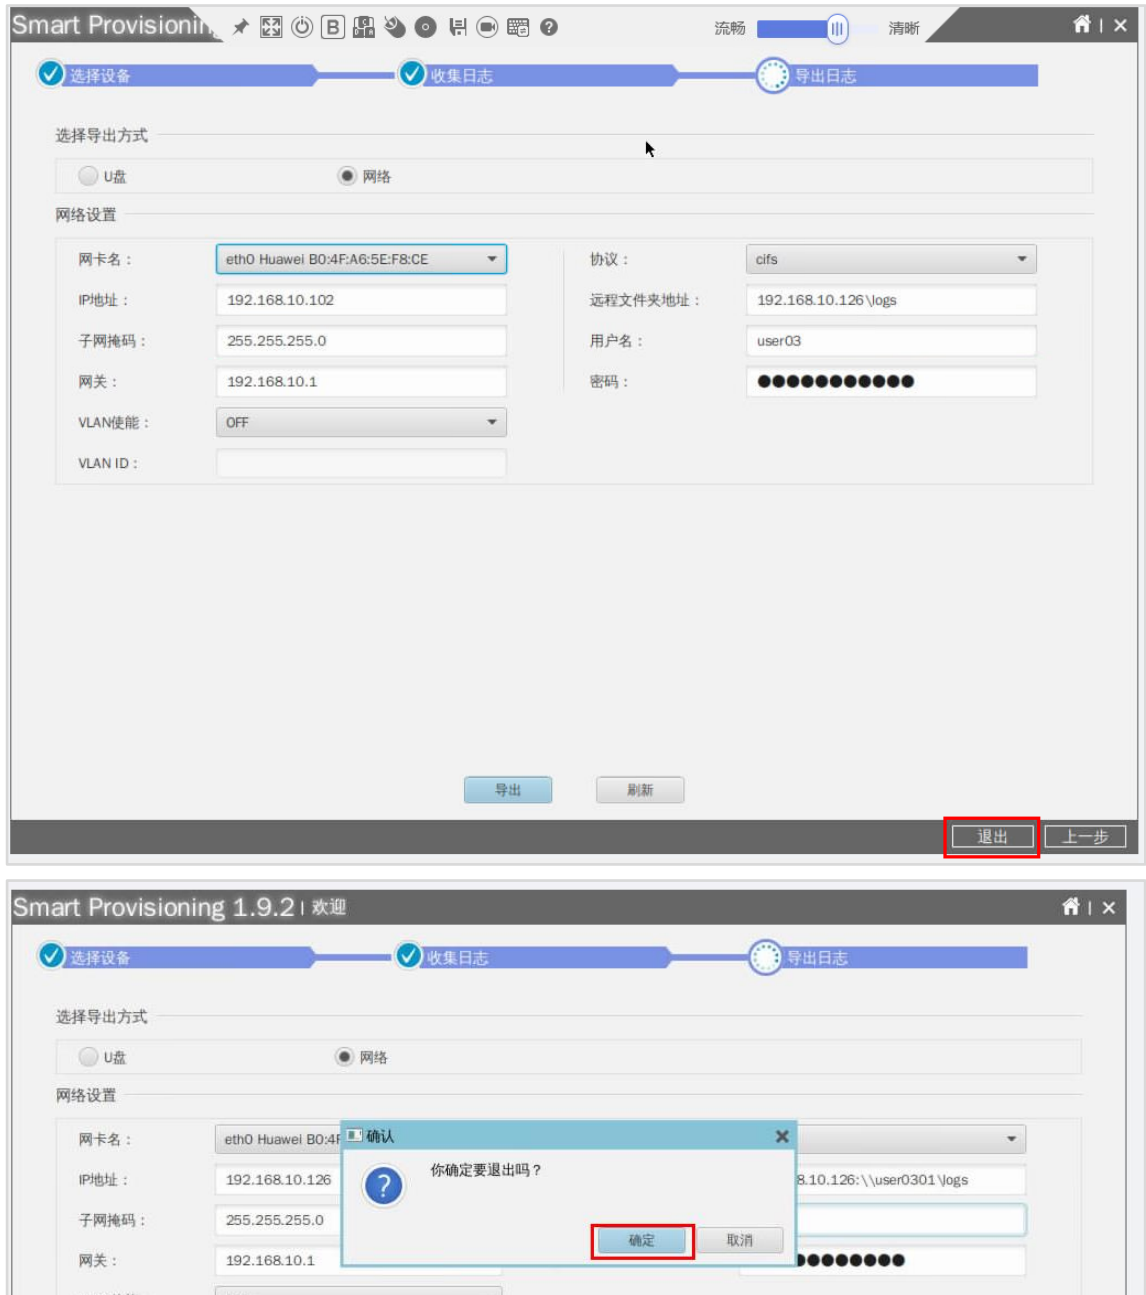 Smart Provisionin
流畅 清晰
选择设备 收集日志 导出日志
选择导出方式
U盘 网络
网络设置
网卡名： eth0 Huawei B0:4F:A6:5E:F8:CE 协议： cifs
IP地址： 192.168.10.102 远程文件夹地址： 192.168.10.126\logs
子网掩码： 255.255.255.0 用户名： user03
网关： 192.168.10.1 密码： ●●●●●●●●●●●
VLAN使能： OFF
VLAN ID：
导出 刷新
退出 上一步
Smart Provisioning 1.9.2 | 欢迎
选择设备 收集日志 导出日志
选择导出方式
U盘 网络
网络设置
网卡名： eth0 Huawei B0:4F 确认
IP地址： 192.168.10.126 你确定要退出吗？ 8.10.126:\\user0301\logs
子网掩码： 255.255.255.0
确定 取消
网关： 192.168.10.1 ●●●●●●●●●